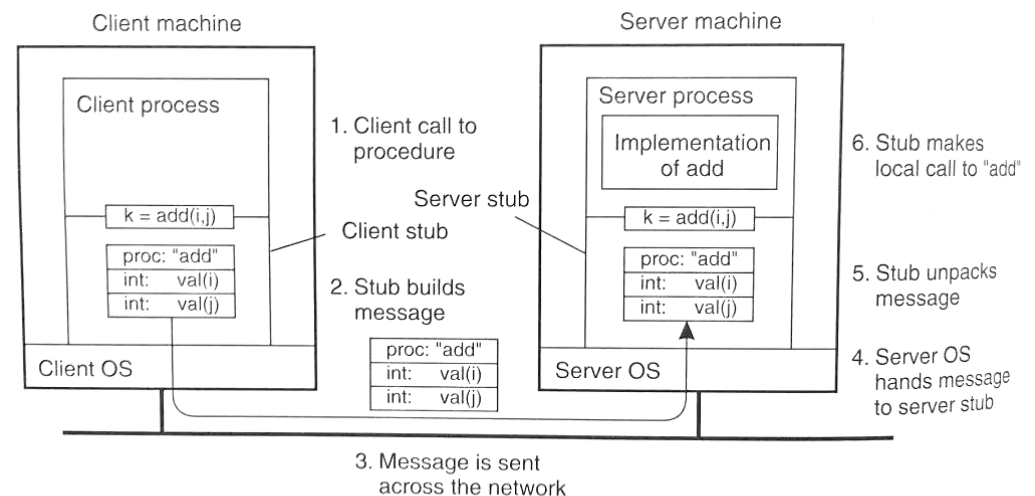 Client machine
Server machine
Client process
Server process
1. Client call to
procedure
Implementation
of add
6. Stub makes
local call to "add"
Server stub
k = add(i,j)
k = add(i,j)
Client stub
proc: "add"
int: val(i)
int: val(j)
proc: "add"
int: val(i)
int: val(j)
2. Stub builds
message
5. Stub unpacks
message
proc: "add"
int: val(i)
int: val(j)
Client OS
Server OS
4. Server OS
hands message
to server stub
3. Message is sent
across the network